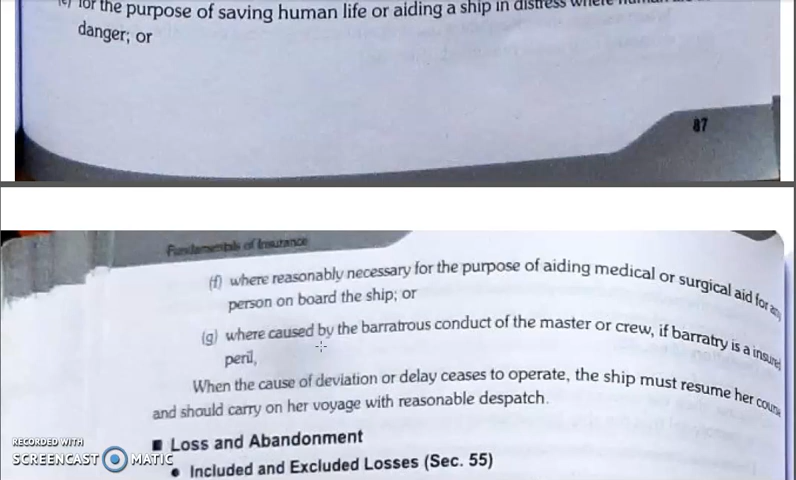 for the purpose of saving human life or aiding a ship in distress where
danger; or
87
Fundamentals of Insurance
(f) where reasonably necessary for the purpose of aiding medical or surgical aid for any
person on board the ship; or
(g) where caused by the barratrous conduct of the master or crew, if barratry is a insured
peril,
When the cause of deviation or delay ceases to operate, the ship must resume her
and should carry on her voyage with reasonable despatch.
■ Loss and Abandonment
● Included and Excluded Losses (Sec. 55)
RECORDED WITH
SCREENCAST MATIC